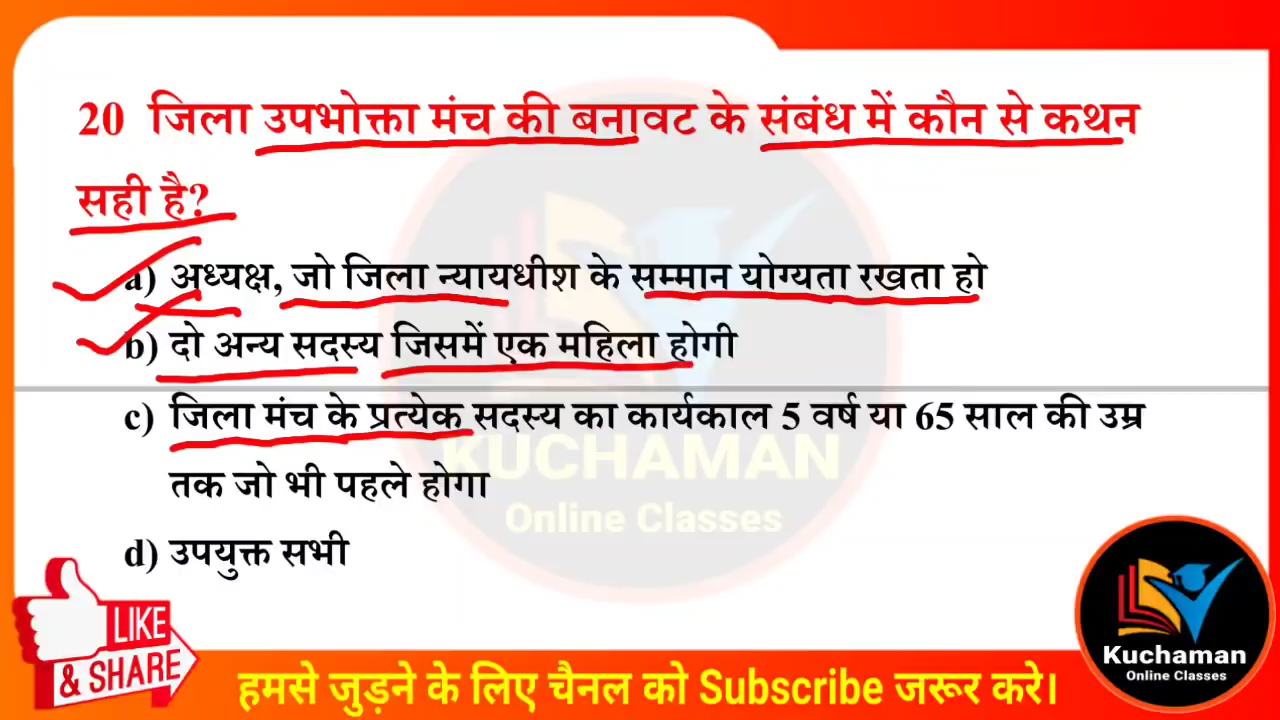 20 जिला उपभोक्ता मंच की बनावट के संबंध में कौन से कथन
सही है?
a) अध्यक्ष, जो जिला न्यायधीश के सम्मान योग्यता रखता हो
b) दो अन्य सदस्य जिसमें एक महिला होगी
c) जिला मंच के प्रत्येक सदस्य का कार्यकाल 5 वर्ष या 65 साल की उम्र
तक जो भी पहले होगा
d) उपयुक्त सभी
KUCHAMAN
Online Classes
LIKE
& SHARE
Kuchaman
Online Classes
हमसे जुड़ने के लिए चैनल को Subscribe जरूर करे।